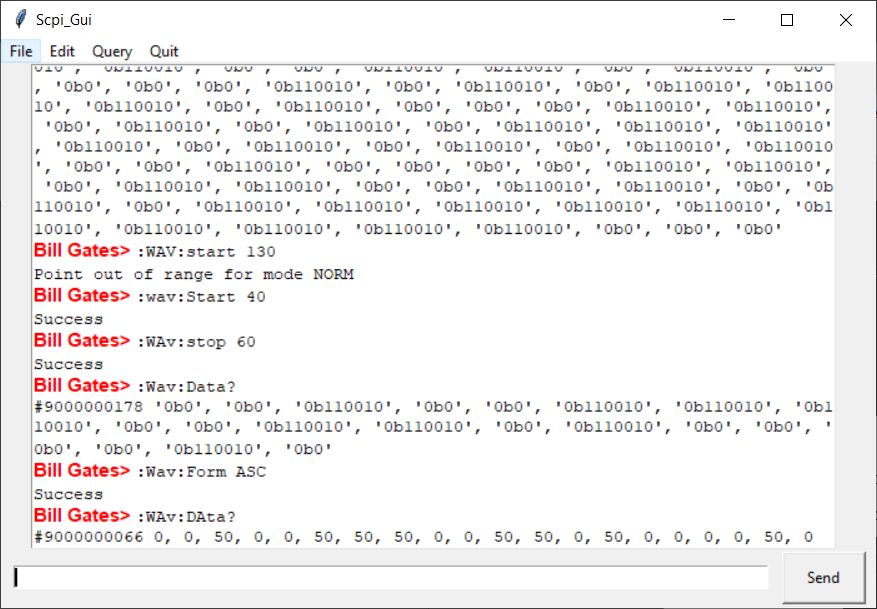 Scpi_Gui
File Edit Query Quit
010', '0b110010', '0b0', '0b0', '0b110010', '0b110010', '0b0', '0b110010', '0b0'
, '0b0', '0b0', '0b110010', '0b0', '0b110010', '0b0', '0b110010', '0b1100
10', '0b110010', '0b0', '0b110010', '0b0', '0b0', '0b0', '0b110010', '0b110010',
'0b0', '0b110010', '0b0', '0b110010', '0b0', '0b110010', '0b110010', '0b110010'
, '0b110010', '0b0', '0b110010', '0b0', '0b110010', '0b0', '0b110010', '0b110010
', '0b0', '0b0', '0b110010', '0b0', '0b0', '0b0', '0b0', '0b110010', '0b110010',
'0b0', '0b110010', '0b110010', '0b0', '0b0', '0b110010', '0b110010', '0b0', '0b
110010', '0b0', '0b110010', '0b0', '0b110010', '0b110010', '0b110010', '0b1
10010', '0b110010', '0b110010', '0b110010', '0b110010', '0b0', '0b0', '0b0'
Bill Gates> :WAV:start 130
Point out of range for mode NORM
Bill Gates> :wav:Start 40
Success
Bill Gates> :WAv:stop 60
Success
Bill Gates> :Wav:Data?
#9000000178 '0b0', '0b0', '0b110010', '0b0', '0b0', '0b110010', '0b110010', '0b1
10010', '0b0', '0b0', '0b110010', '0b110010', '0b0', '0b110010', '0b0', '0b0', '
0b0', '0b0', '0b110010', '0b0'
Bill Gates> :Wav:Form ASC
Success
Bill Gates> :WAv:DAta?
#9000000066 0, 0, 50, 0, 0, 50, 50, 50, 0, 0, 50, 50, 0, 50, 0, 0, 0, 0, 50, 0
Send